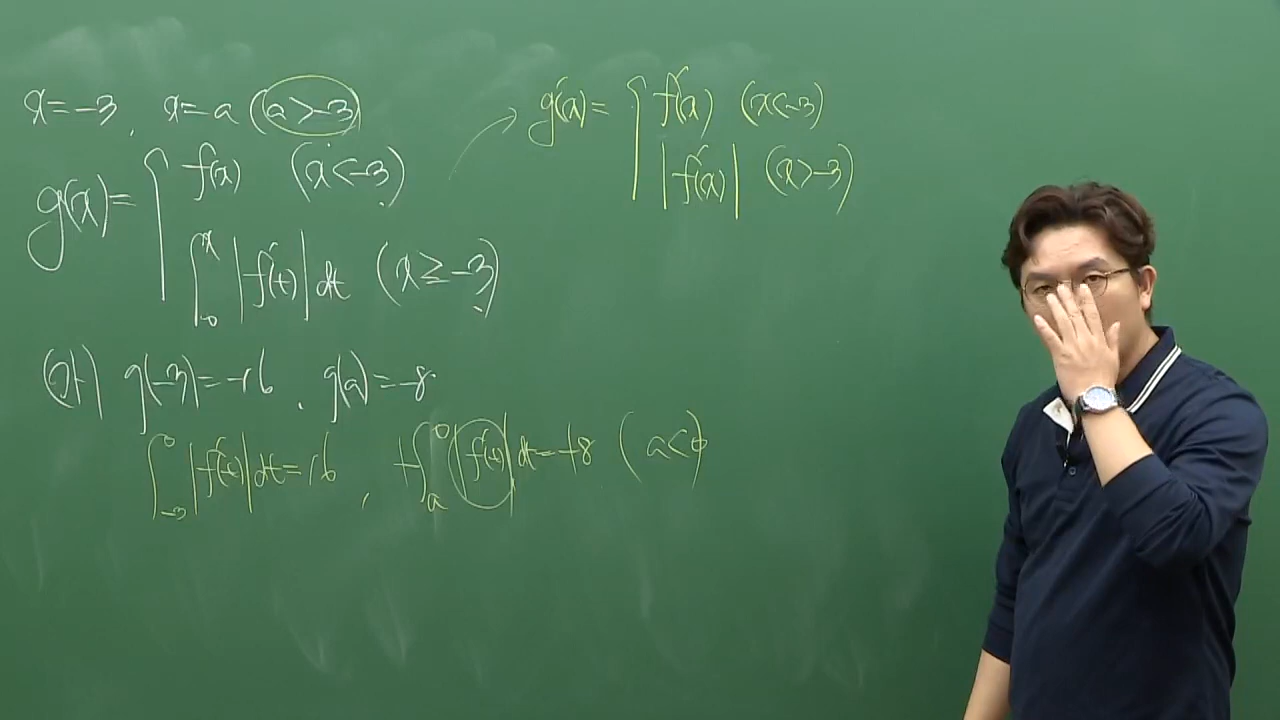 x=-3, x=a (a>-3)
g(x)= { f(x) (x<-3)
∫₀ˣ |f'(t)|dt (x≥-3)
g'(x)= { f'(x) (x<-3)
|f'(x)| (x>-3)
(가) g(-3)=-16, g(a)=-8
∫₋₃⁰ |f'(t)|dt=16, +∫ₐ⁰ |f'(t)|dt=+8 (a<0)